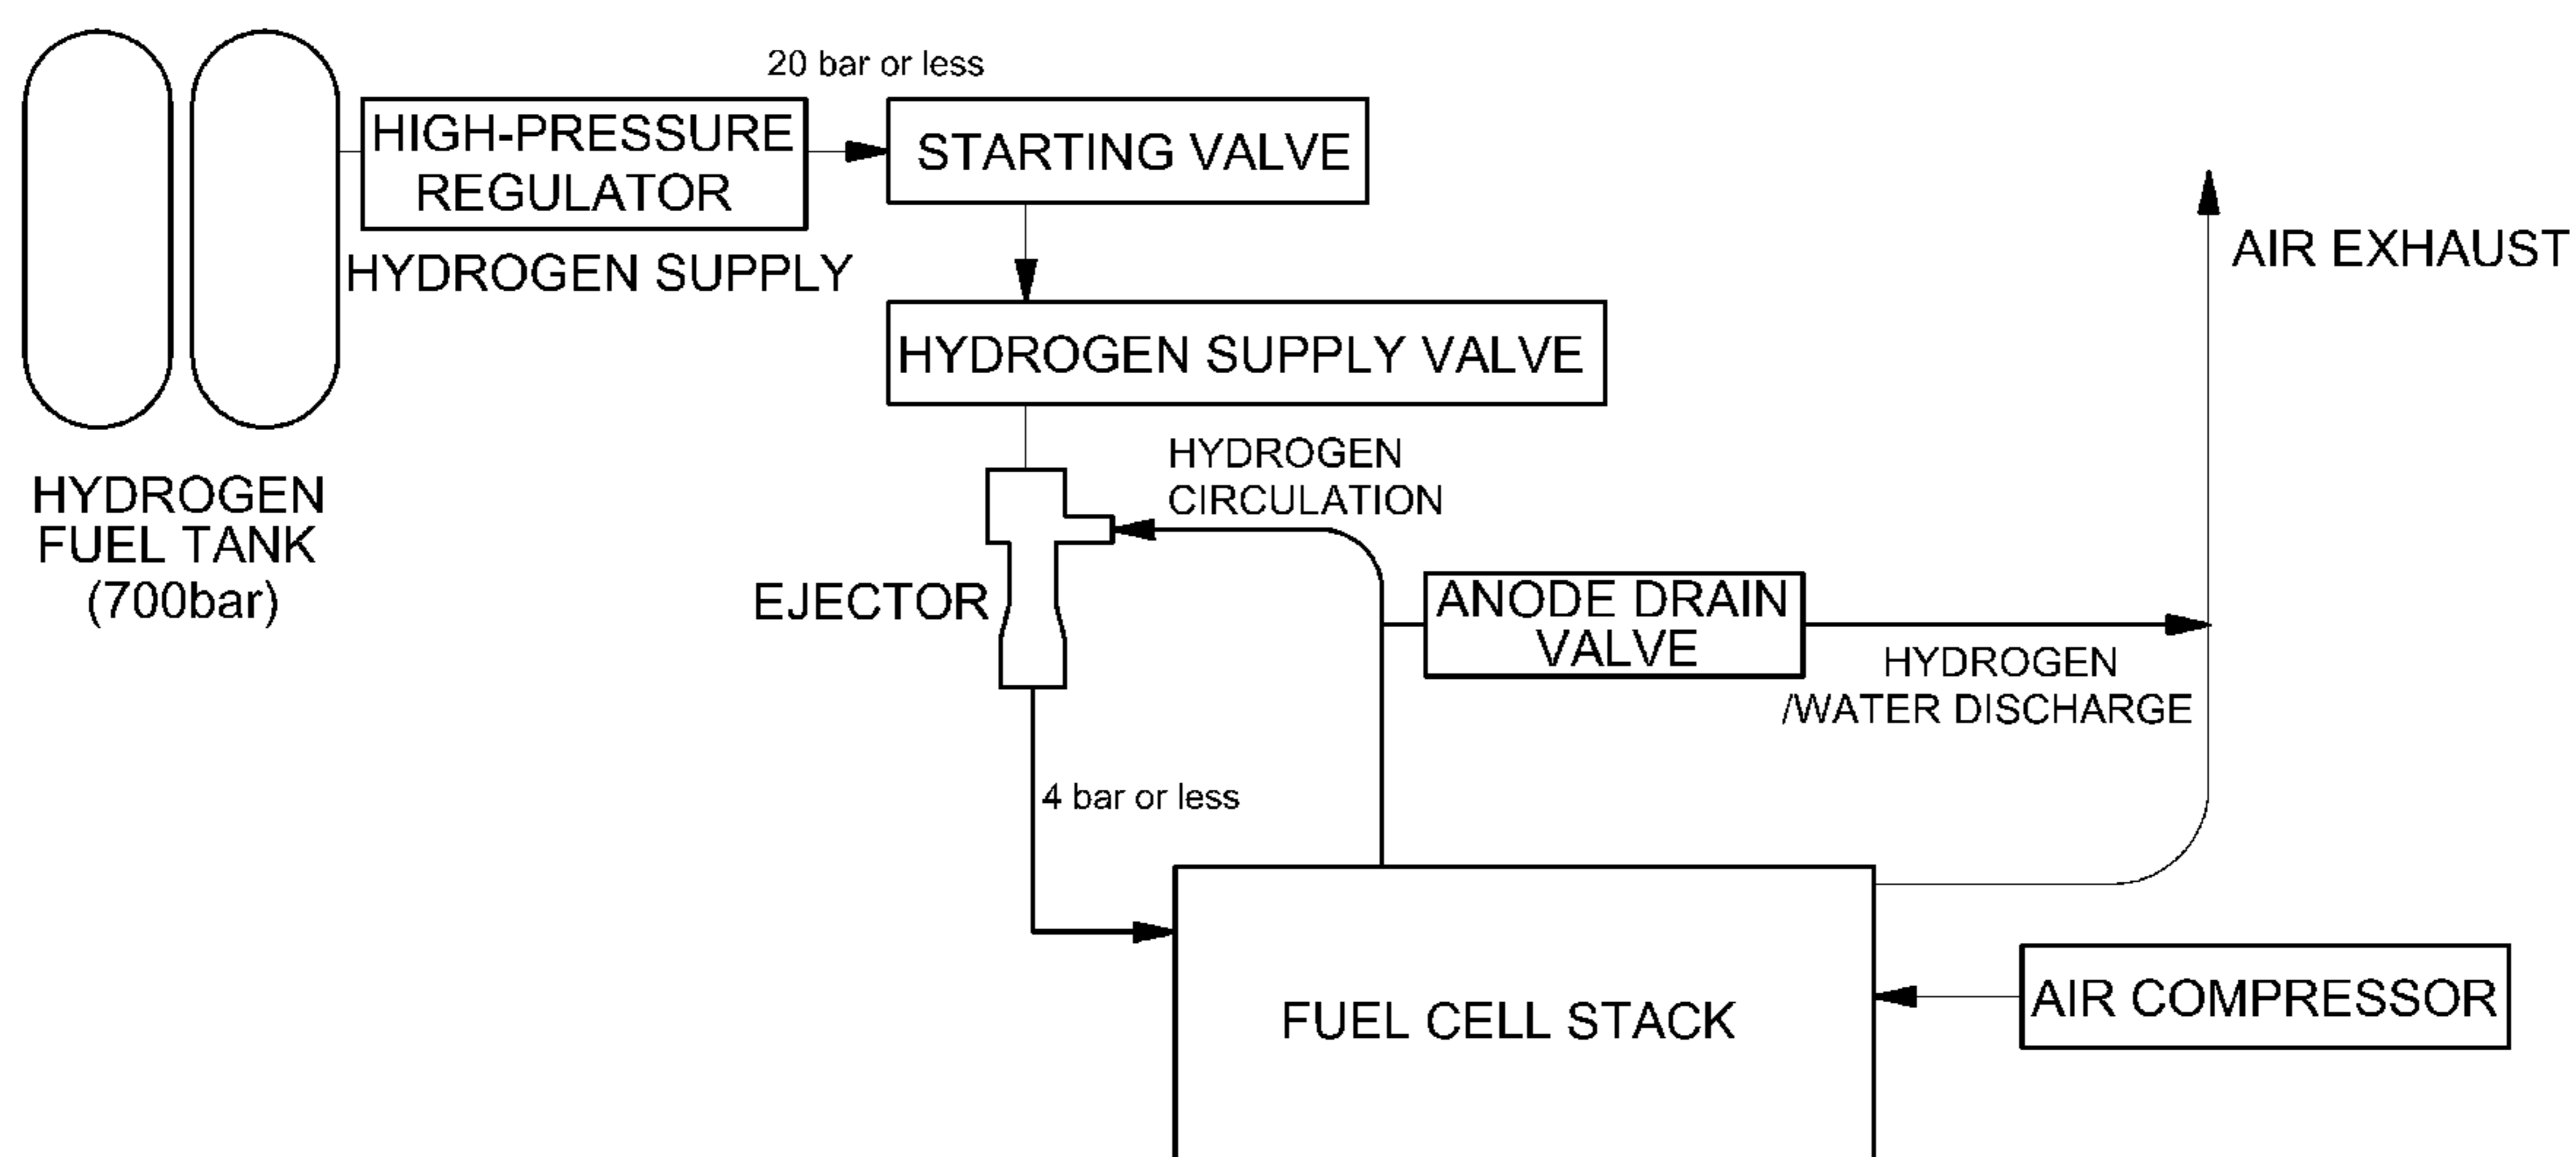 20 bar or less
HIGH-PRESSURE
REGULATOR
STARTING VALVE
HYDROGEN SUPPLY
AIR EXHAUST
HYDROGEN SUPPLY VALVE
HYDROGEN
FUEL TANK
(700bar)
HYDROGEN
CIRCULATION
EJECTOR
ANODE DRAIN
VALVE
HYDROGEN
/WATER DISCHARGE
4 bar or less
FUEL CELL STACK
AIR COMPRESSOR